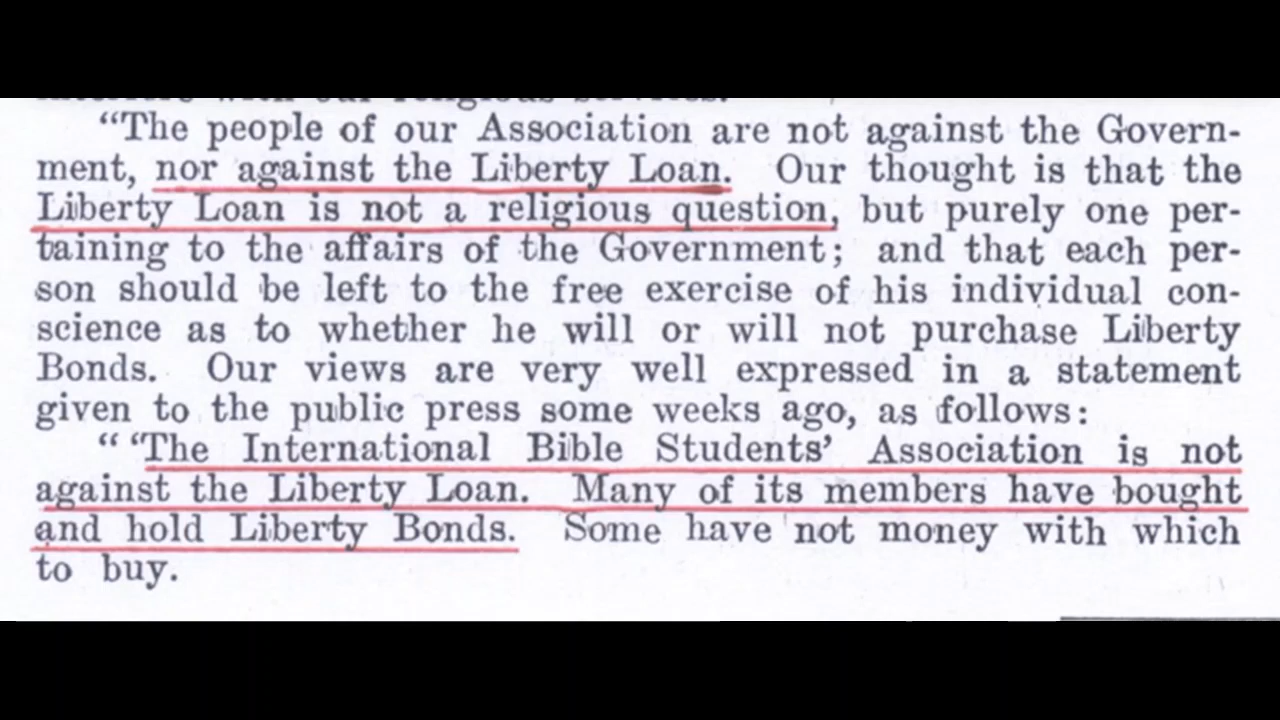 “The people of our Association are not against the Govern-
ment, nor against the Liberty Loan. Our thought is that the
Liberty Loan is not a religious question, but purely one per-
taining to the affairs of the Government; and that each per-
son should be left to the free exercise of his individual con-
science as to whether he will or will not purchase Liberty
Bonds. Our views are very well expressed in a statement
given to the public press some weeks ago, as follows:
“ ‘The International Bible Students’ Association is not
against the Liberty Loan. Many of its members have bought
and hold Liberty Bonds. Some have not money with which
to buy.